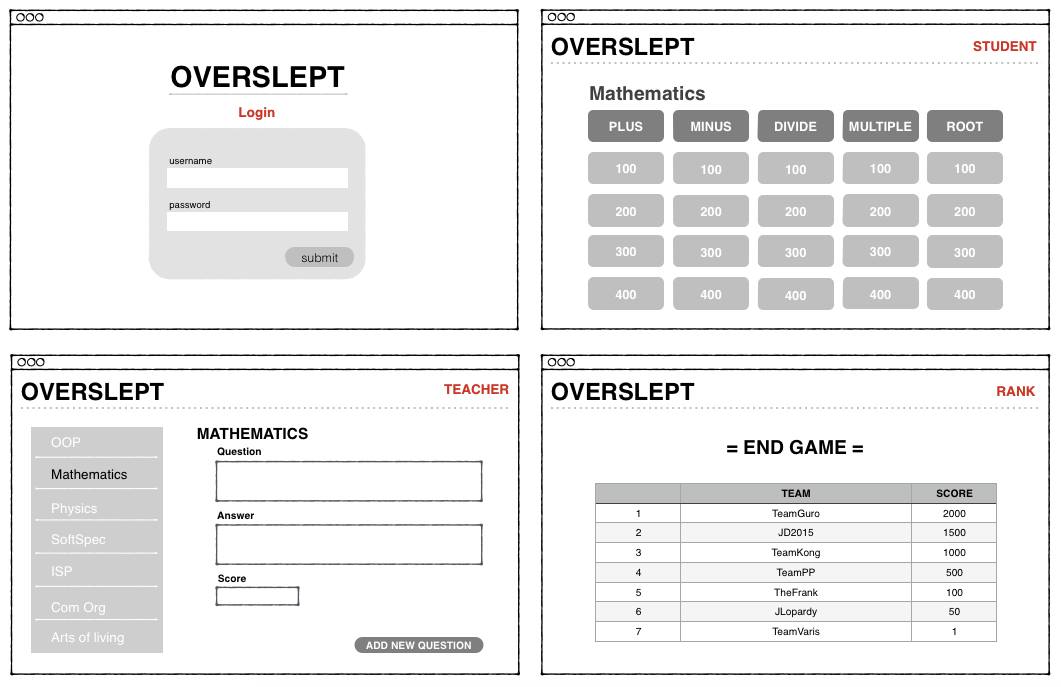 OVERSLEPT
Login
username
password
submit
OVERSLEPT STUDENT
Mathematics
PLUS MINUS DIVIDE MULTIPLE ROOT
100 100 100 100 100
200 200 200 200 200
300 300 300 300 300
400 400 400 400 400
OVERSLEPT TEACHER
OOP
Mathematics
Physics
SoftSpec
ISP
Com Org
Arts of living
MATHEMATICS
Question
Answer
Score
ADD NEW QUESTION
OVERSLEPT RANK
= END GAME =
TEAM SCORE
1 TeamGuro 2000
2 JD2015 1500
3 TeamKong 1000
4 TeamPP 500
5 TheFrank 100
6 JLopardy 50
7 TeamVaris 1